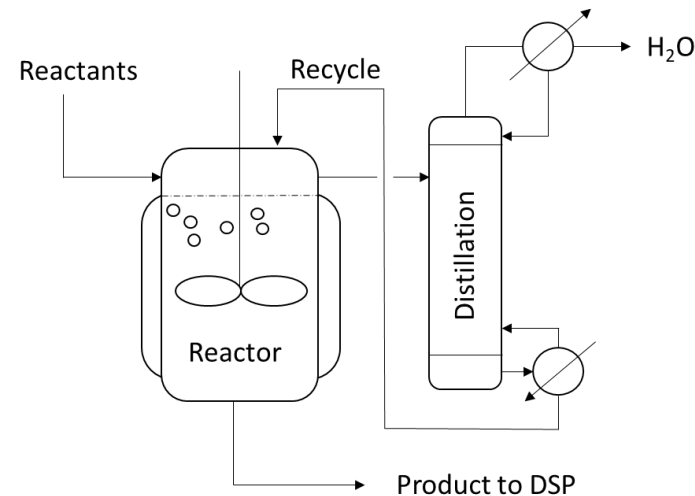 Reactants
Recycle
H₂O
Distillation
Reactor
Product to DSP